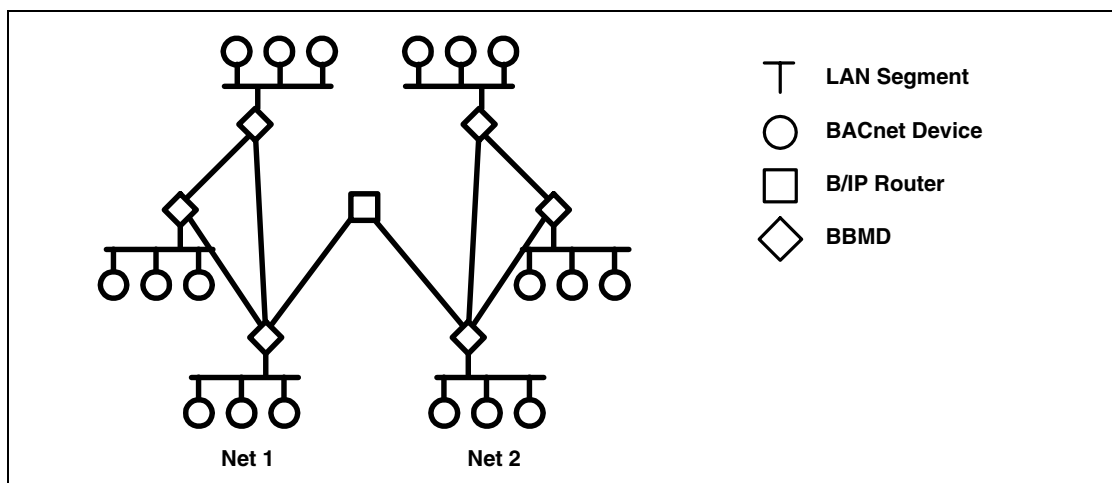 LAN Segment
BACnet Device
B/IP Router
BBMD
Net 1
Net 2